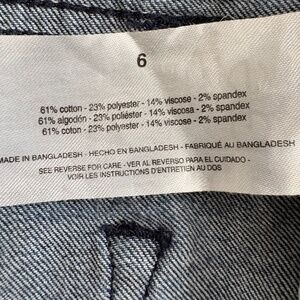 6
61% cotton - 23% polyester - 14% viscose - 2% spandex
61% algodón - 23% poliéster - 14% viscosa - 2% spandex
61% coton - 23% polyester - 14% viscose - 2% spandex
MADE IN BANGLADESH - HECHO EN BANGLADESH - FABRIQUÉ AU BANGLADESH
SEE REVERSE FOR CARE - VER AL REVERSO PARA EL CUIDADO -
VOIR LES INSTRUCTIONS D'ENTRETIEN AU DOS